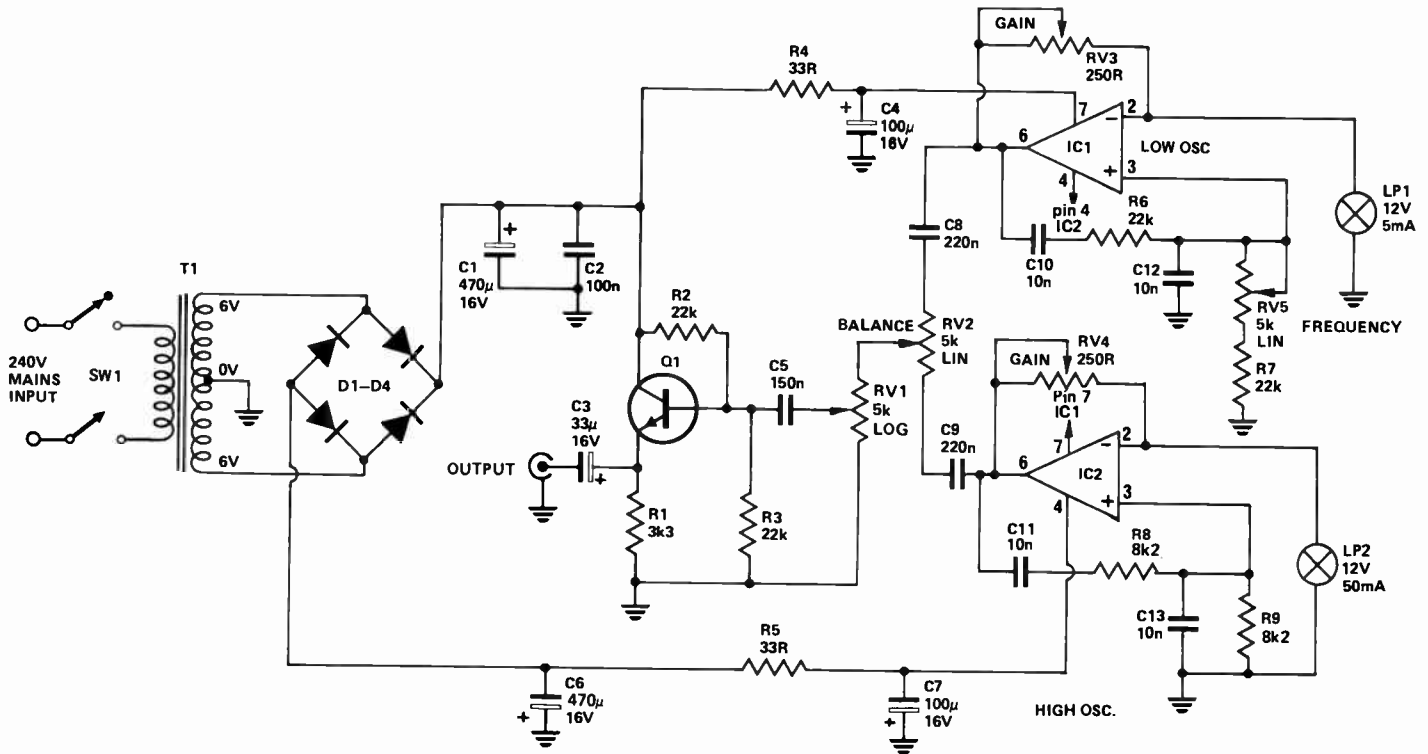 GAIN
RV3
250R
R4
33R
+
C4
100µ
16V
7
2
–
6
IC1
LOW OSC
+
3
4
pin 4
IC2
R6
22k
LP1
12V
5mA
C8
220n
C10
10n
C12
10n
RV5
5k
LIN
FREQUENCY
R7
22k
T1
6V
0V
6V
240V
MAINS
INPUT
SW1
D1–D4
+
C1
470µ
16V
C2
100n
R2
22k
Q1
C5
150n
BALANCE
RV2
5k
LIN
RV1
5k
LOG
C3
33µ
16V
+
OUTPUT
R1
3k3
R3
22k
RV4
250R
GAIN
Pin 7
IC1
C9
220n
7
2
–
6
IC2
+
3
4
C11
10n
R8
8k2
LP2
12V
50mA
C13
10n
R9
8k2
R5
33R
C6
470µ
16V
+
C7
100µ
16V
+
HIGH OSC.